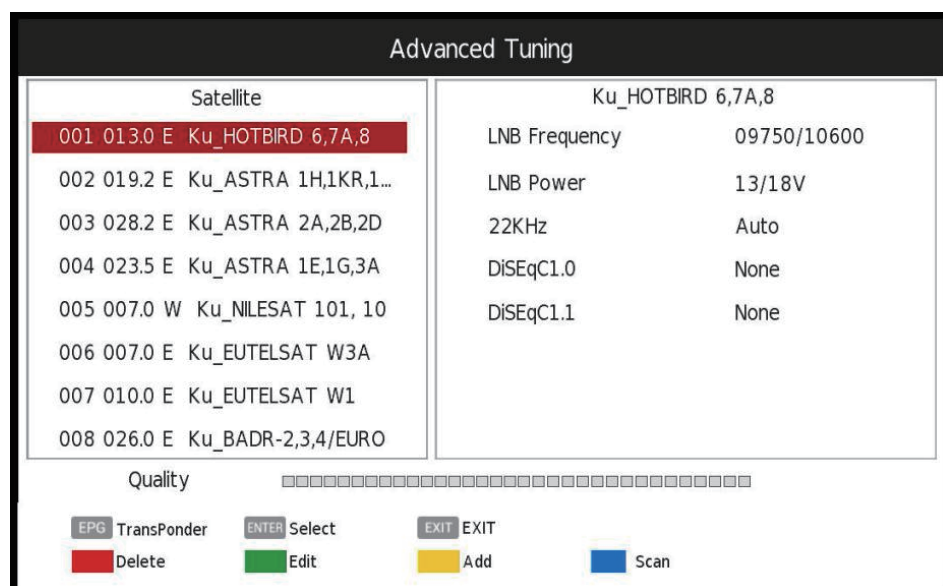 Advanced Tuning
Satellite
001 013.0 E Ku_HOTBIRD 6,7A,8
002 019.2 E Ku_ASTRA 1H,1KR,1...
003 028.2 E Ku_ASTRA 2A,2B,2D
004 023.5 E Ku_ASTRA 1E,1G,3A
005 007.0 W Ku_NILESAT 101, 10
006 007.0 E Ku_EUTELSAT W3A
007 010.0 E Ku_EUTELSAT W1
008 026.0 E Ku_BADR-2,3,4/EURO
Ku_HOTBIRD 6,7A,8
LNB Frequency 09750/10600
LNB Power 13/18V
22KHz Auto
DiSEqC1.0 None
DiSEqC1.1 None
Quality
EPG TransPonder ENTER Select EXIT EXIT
Delete Edit Add Scan